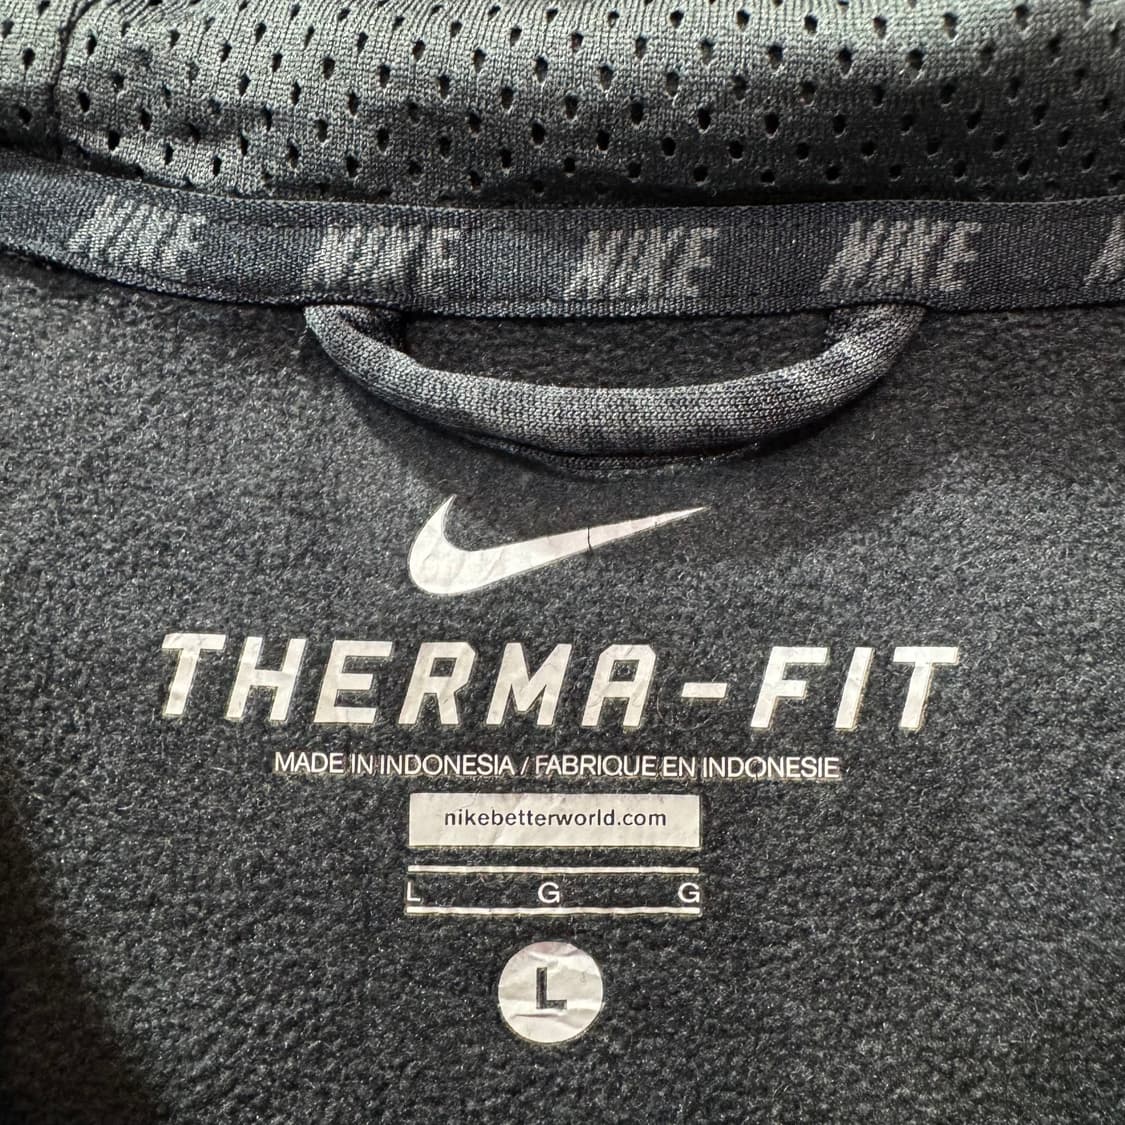 NIKE NIKE NIKE NIKE
THERMA-FIT
MADE IN INDONESIA / FABRIQUE EN INDONESIE
nikebetterworld.com
L G G
L